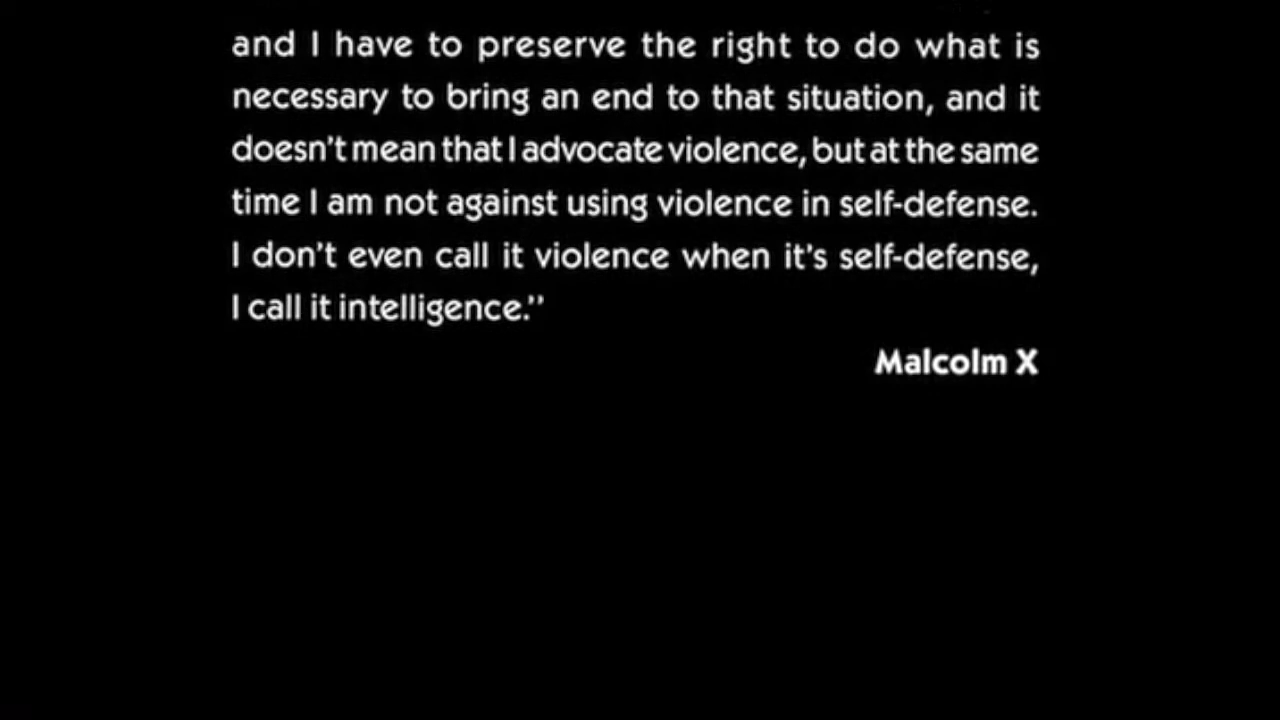 and I have to preserve the right to do what is
necessary to bring an end to that situation, and it
doesn't mean that I advocate violence, but at the same
time I am not against using violence in self-defense.
I don't even call it violence when it's self-defense,
I call it intelligence.”
Malcolm X